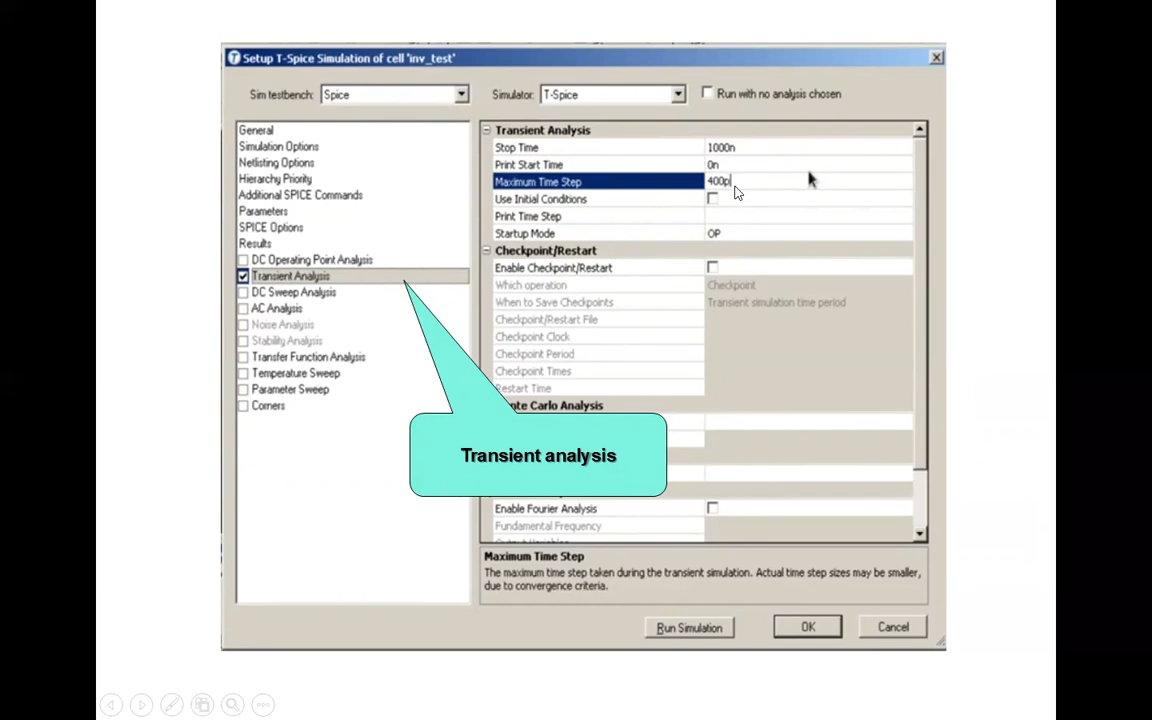 Setup T-Spice Simulation of cell 'inv_test'
Sim testbench: Spice Simulator: T-Spice Run with no analysis chosen
General
Simulation Options
Netlisting Options
Hierarchy Priority
Additional SPICE Commands
Parameters
SPICE Options
Results
DC Operating Point Analysis
Transient Analysis
DC Sweep Analysis
AC Analysis
Noise Analysis
Stability Analysis
Transfer Function Analysis
Temperature Sweep
Parameter Sweep
Corners
Transient Analysis
Stop Time 1000n
Print Start Time 0n
Maximum Time Step 400p
Use Initial Conditions
Print Time Step
Startup Mode OP
Checkpoint/Restart
Enable Checkpoint/Restart
Which operation Checkpoint
When to Save Checkpoints Transient simulation time period
Checkpoint/Restart File
Checkpoint Clock
Checkpoint Period
Checkpoint Times
Restart Time
Carlo Analysis
Transient analysis
Enable Fourier Analysis
Fundamental Frequency
Maximum Time Step
The maximum time step taken during the transient simulation. Actual time step sizes may be smaller,
due to convergence criteria.
Run Simulation OK Cancel